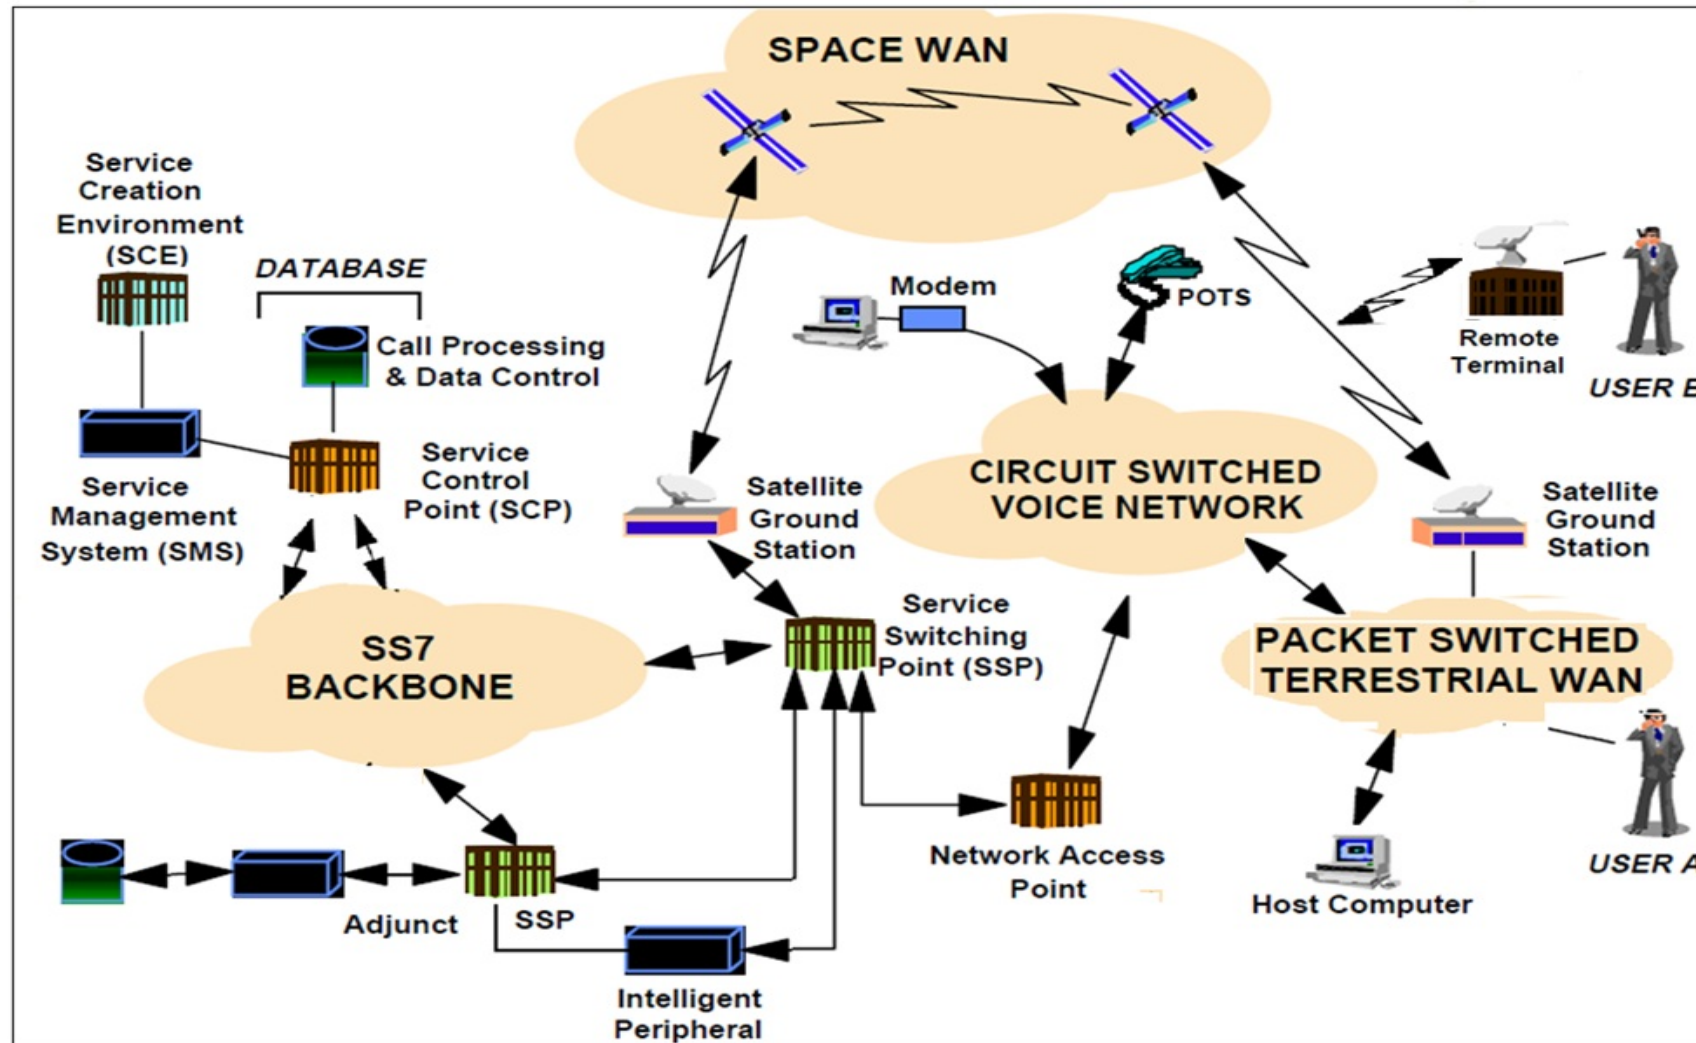 SPACE WAN
Service
Creation
Environment
(SCE)
DATABASE
Call Processing
& Data Control
Service
Management
System (SMS)
Service
Control
Point (SCP)
Modem
POTS
Remote
Terminal
USER B
Satellite
Ground
Station
CIRCUIT SWITCHED
VOICE NETWORK
Satellite
Ground
Station
SS7
BACKBONE
Service
Switching
Point (SSP)
PACKET SWITCHED
TERRESTRIAL WAN
Network Access
Point
USER A
Host Computer
Adjunct
SSP
Intelligent
Peripheral